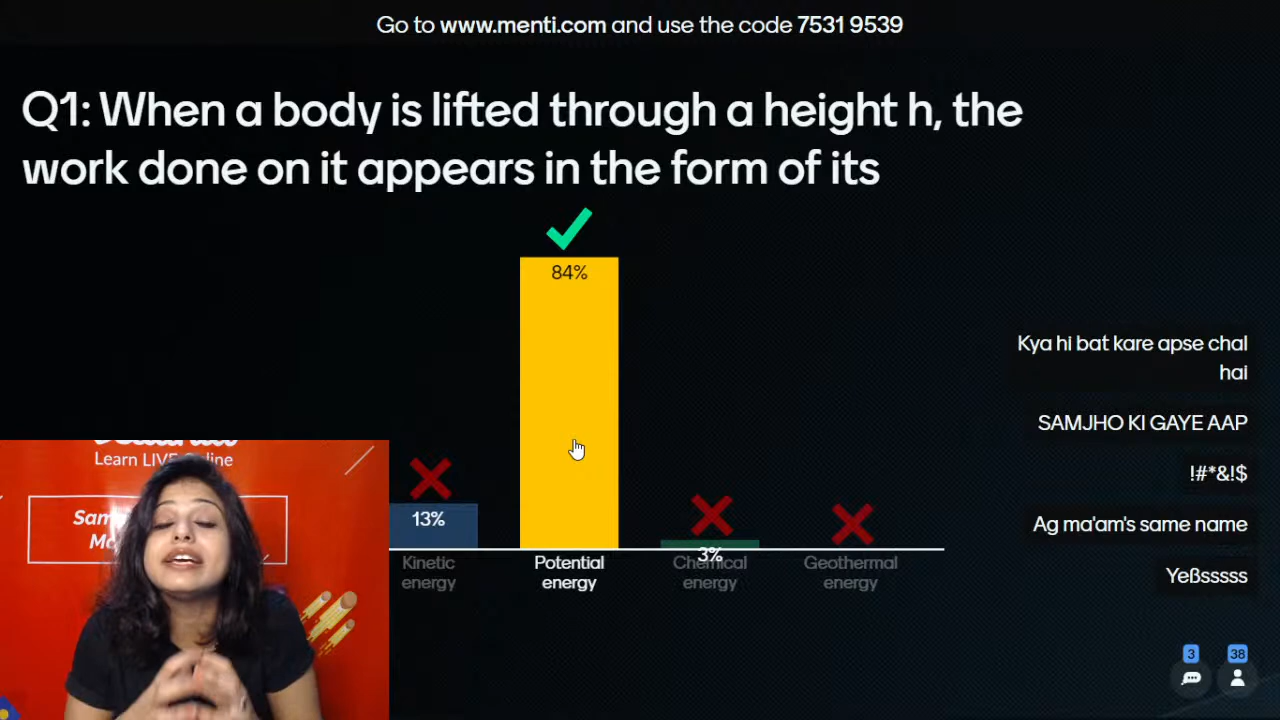 Go to www.menti.com and use the code 7531 9539
Q1: When a body is lifted through a height h, the
work done on it appears in the form of its
84%
13%
3%
Kinetic
energy
Potential
energy
Chemical
energy
Geothermal
energy
Kya hi bat kare apse chal
hai
SAMJHO KI GAYE AAP
!#*&!$
Ag ma'am's same name
Yeßsssss
3
38
Learn LIVE Online